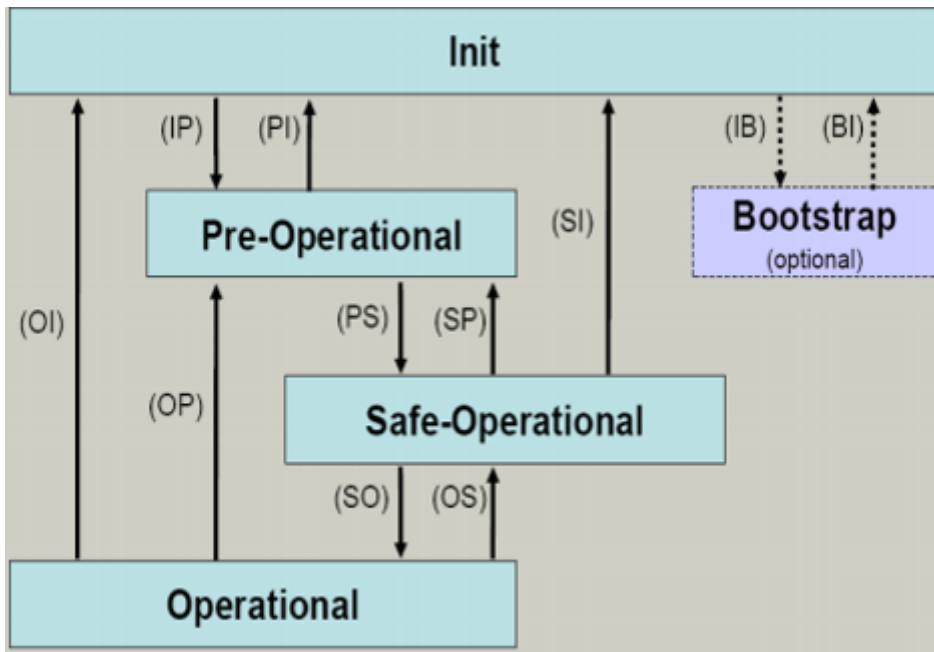 Init
(IP)
(PI)
(IB)
(BI)
(SI)
Pre-Operational
Bootstrap
(optional)
(OI)
(PS)
(SP)
(OP)
Safe-Operational
(SO)
(OS)
Operational